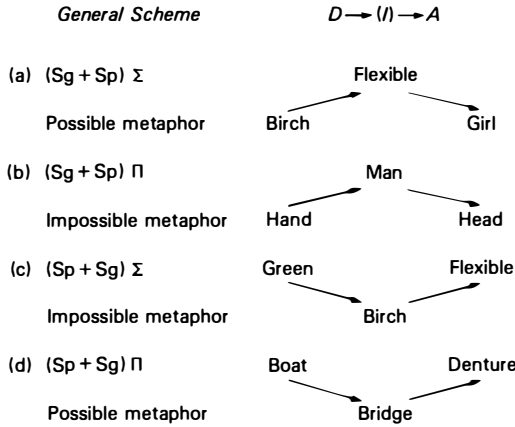 General Scheme D → (I) → A
(a) (Sg + Sp) Σ Flexible
Possible metaphor Birch Girl
(b) (Sg + Sp) Π Man
Impossible metaphor Hand Head
(c) (Sp + Sg) Σ Green Flexible
Impossible metaphor Birch
(d) (Sp + Sg) Π Boat Denture
Possible metaphor Bridge